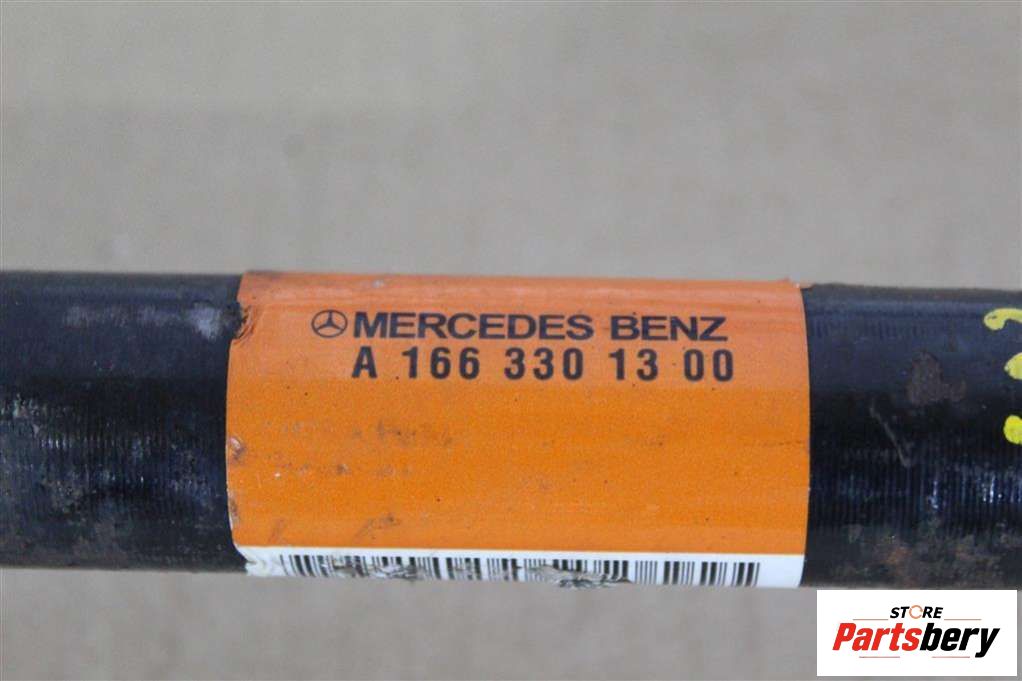 MERCEDES BENZ
A 166 330 13 00
STORE
Partsbery